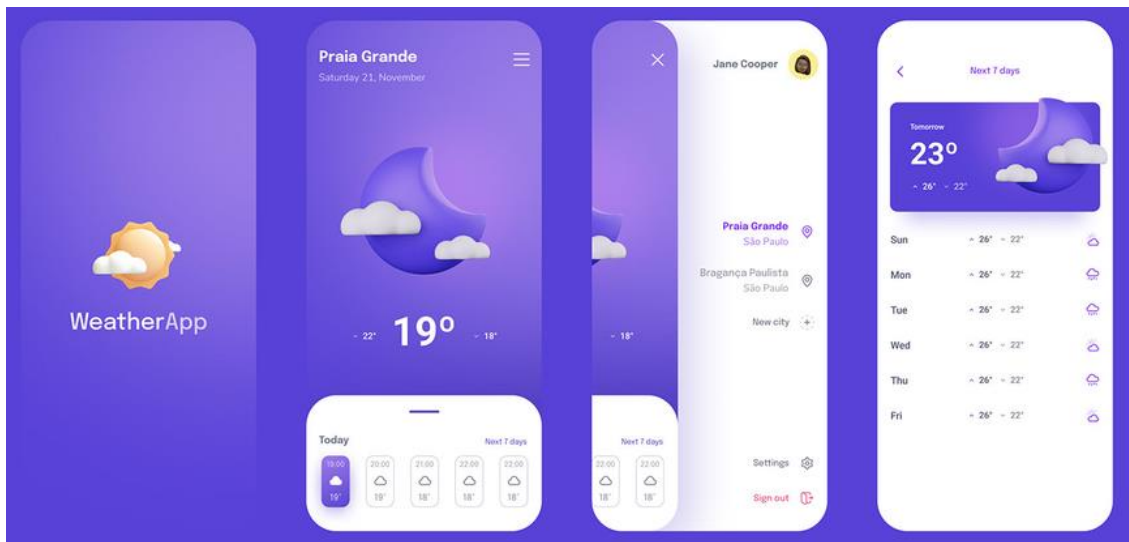 WeatherApp
Praia Grande
Saturday 21, November
22°
19°
18°
Today
Next 7 days
19:00
20:00
21:00
22:00
22:00
19°
19°
18°
18°
18°
18°
Next 7 days
22:00
22:00
18°
18°
Jane Cooper
Praia Grande
São Paulo
Bragança Paulista
São Paulo
New city
Settings
Sign out
Next 7 days
Tomorrow
23°
26° 22°
Sun 26° 22°
Mon 26° 22°
Tue 26° 22°
Wed 26° 22°
Thu 26° 22°
Fri 26° 22°